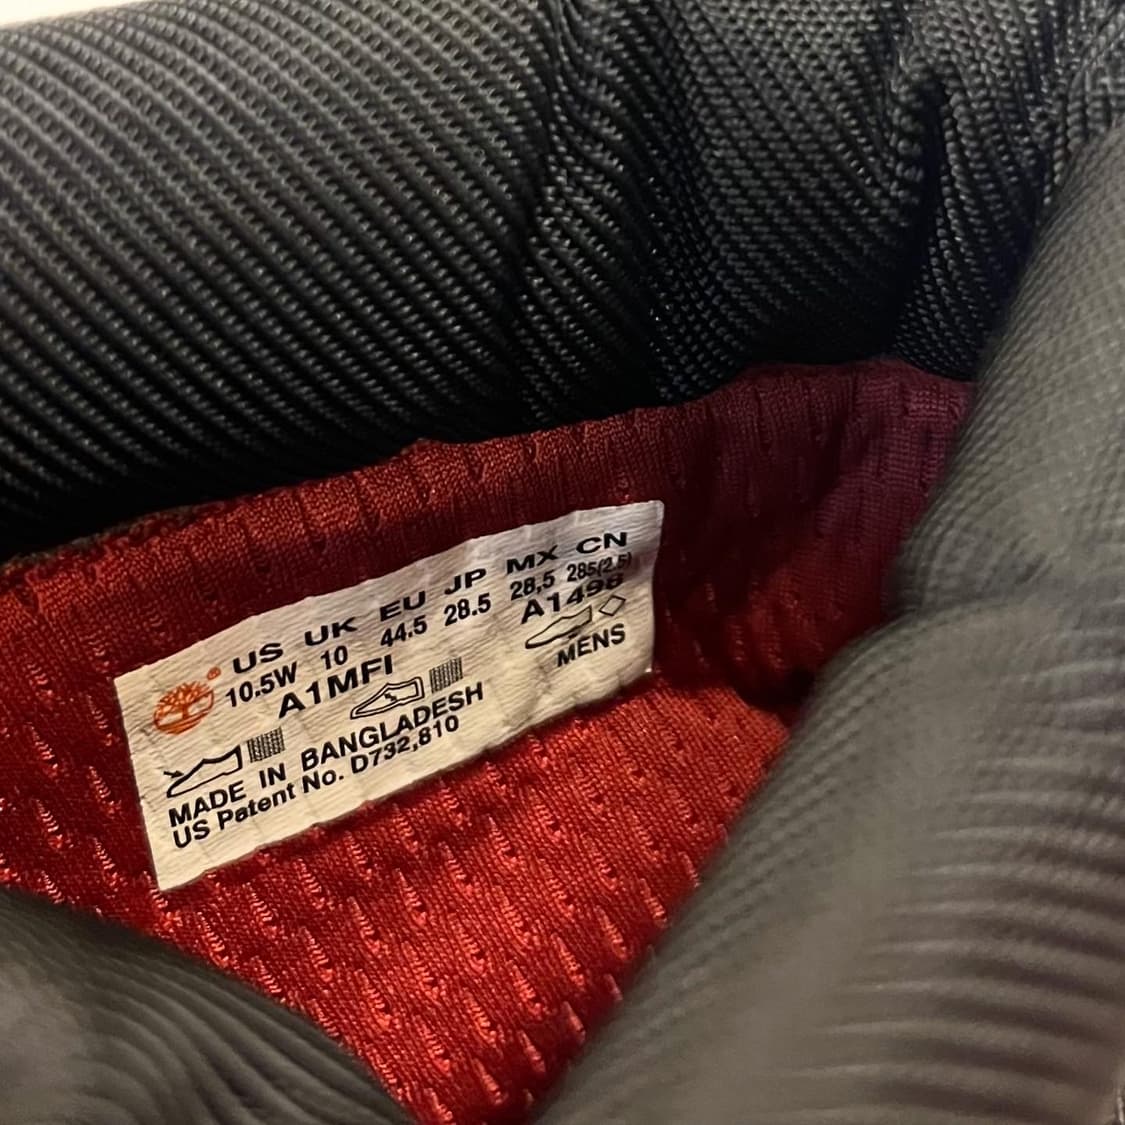 US UK EU JP MX CN
10.5W 10 44.5 28.5 28,5 285(2.5)
A1MFI A1498
MENS
MADE IN BANGLADESH
US Patent No. D732,810